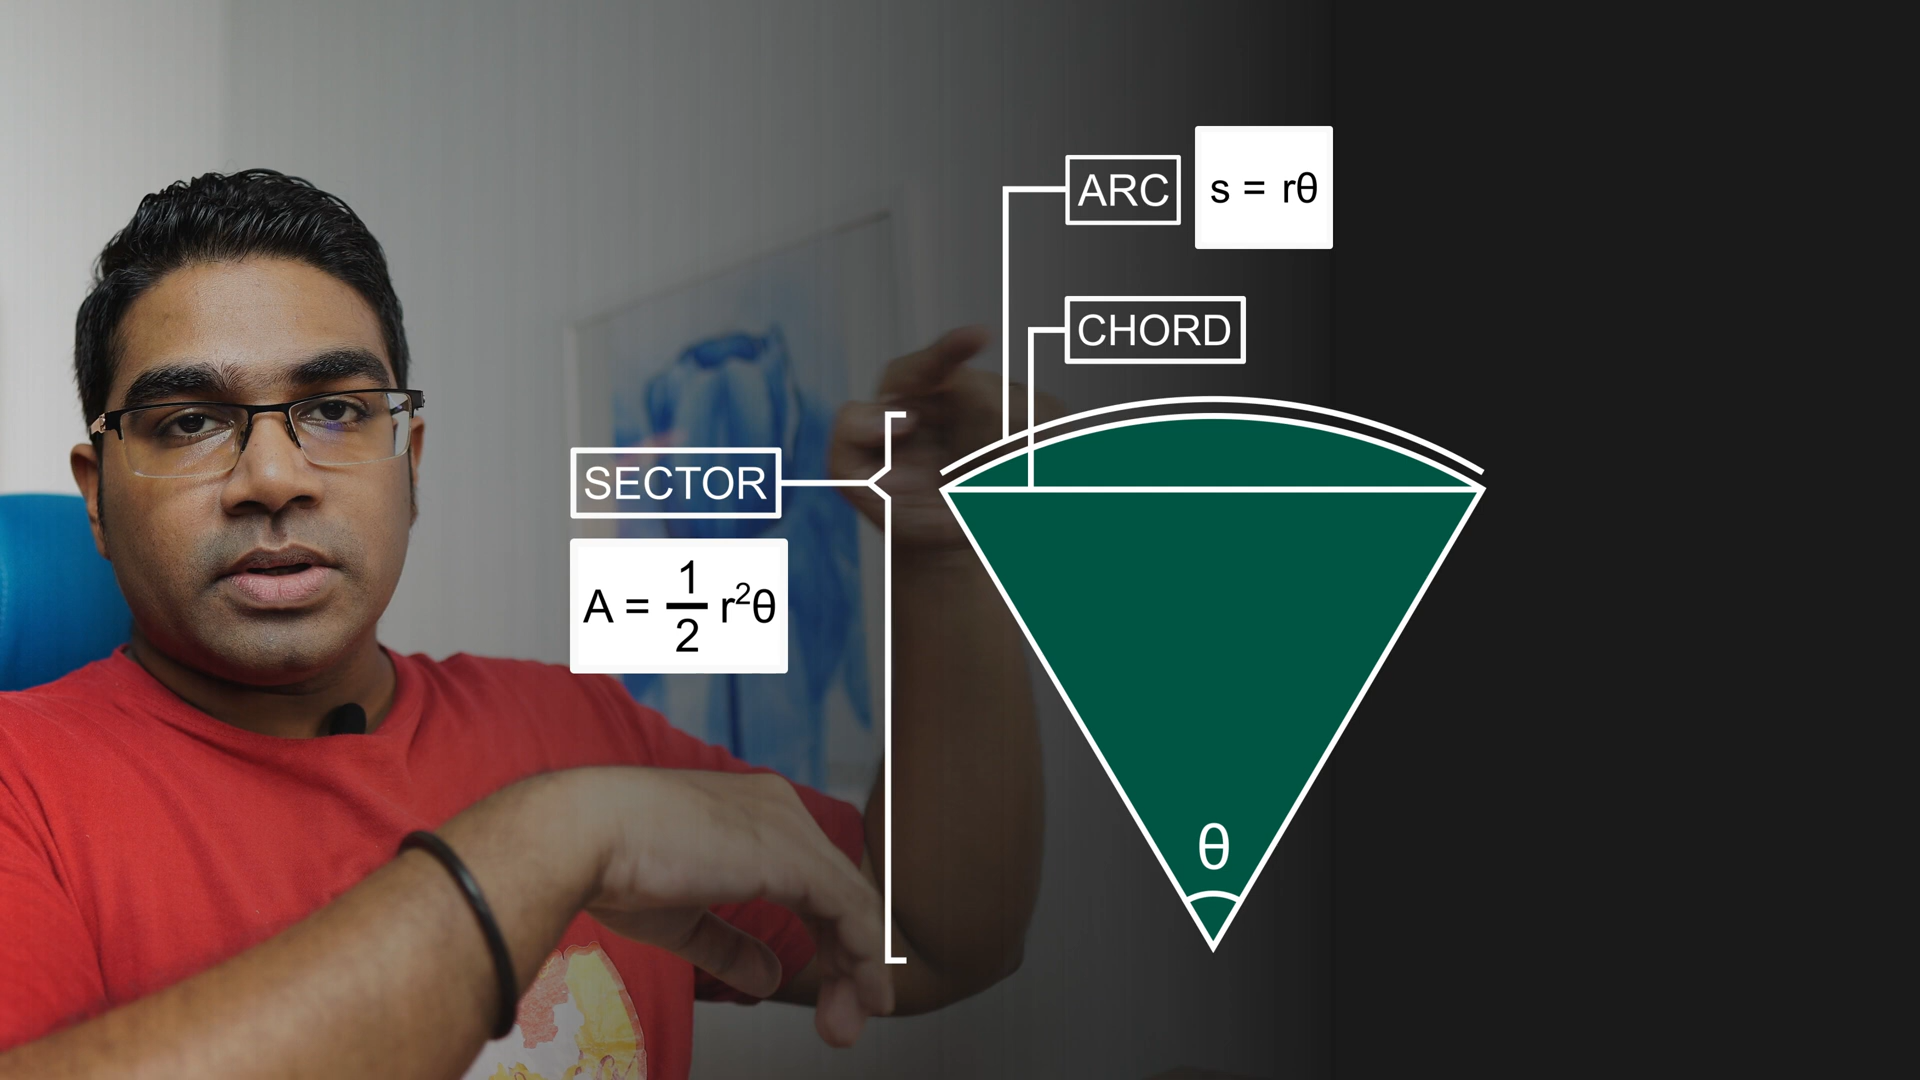 ARC
s = rθ
CHORD
SECTOR
A = 1/2 r²θ
θ